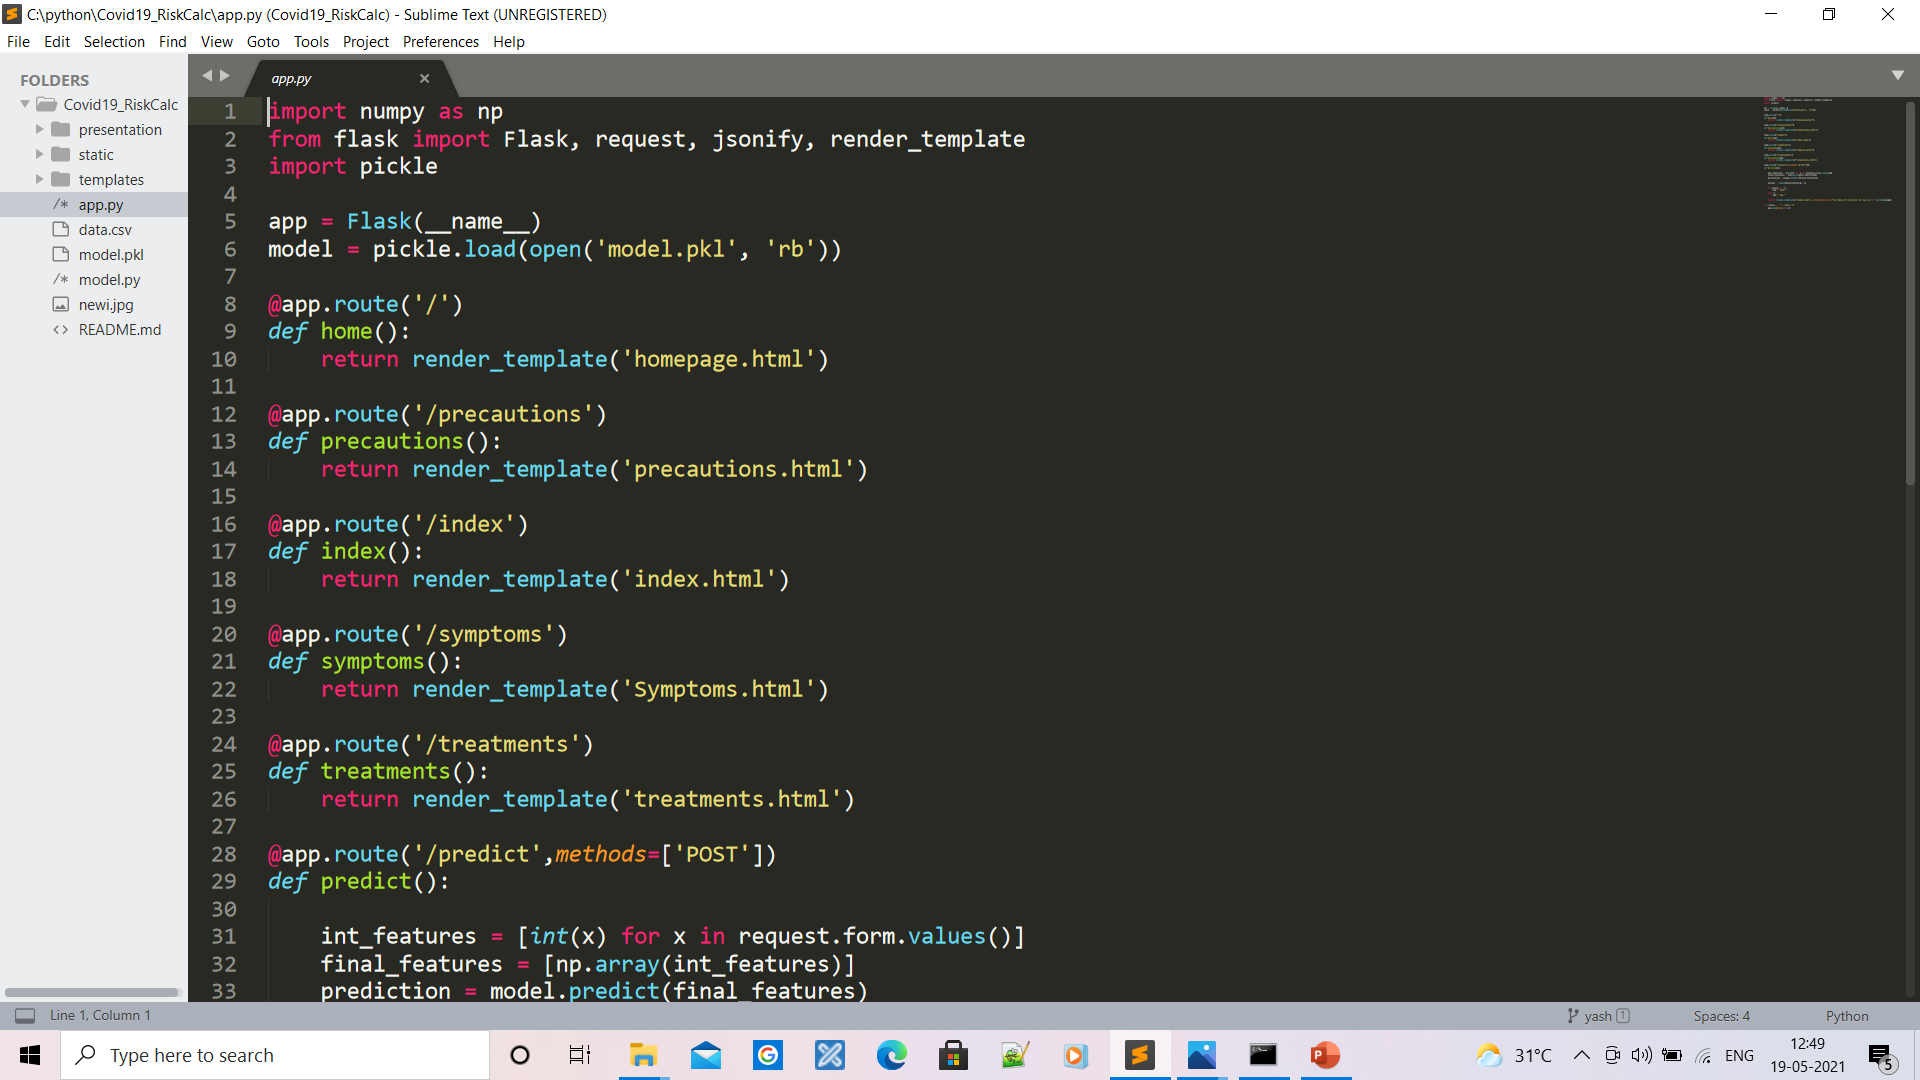 C:\python\Covid19_RiskCalc\app.py (Covid19_RiskCalc) - Sublime Text (UNREGISTERED)
File Edit Selection Find View Goto Tools Project Preferences Help
FOLDERS
Covid19_RiskCalc
presentation
static
templates
/* app.py
data.csv
model.pkl
/* model.py
newi.jpg
<> README.md
app.py
1 import numpy as np
2 from flask import Flask, request, jsonify, render_template
3 import pickle
4
5 app = Flask(__name__)
6 model = pickle.load(open('model.pkl', 'rb'))
7
8 @app.route('/')
9 def home():
10     return render_template('homepage.html')
11
12 @app.route('/precautions')
13 def precautions():
14     return render_template('precautions.html')
15
16 @app.route('/index')
17 def index():
18     return render_template('index.html')
19
20 @app.route('/symptoms')
21 def symptoms():
22     return render_template('Symptoms.html')
23
24 @app.route('/treatments')
25 def treatments():
26     return render_template('treatments.html')
27
28 @app.route('/predict',methods=['POST'])
29 def predict():
30
31     int_features = [int(x) for x in request.form.values()]
32     final_features = [np.array(int_features)]
33     prediction = model.predict(final_features)
Line 1, Column 1
yash 1
Spaces: 4
Python
Type here to search
31°C
ENG
12:49
19-05-2021
5